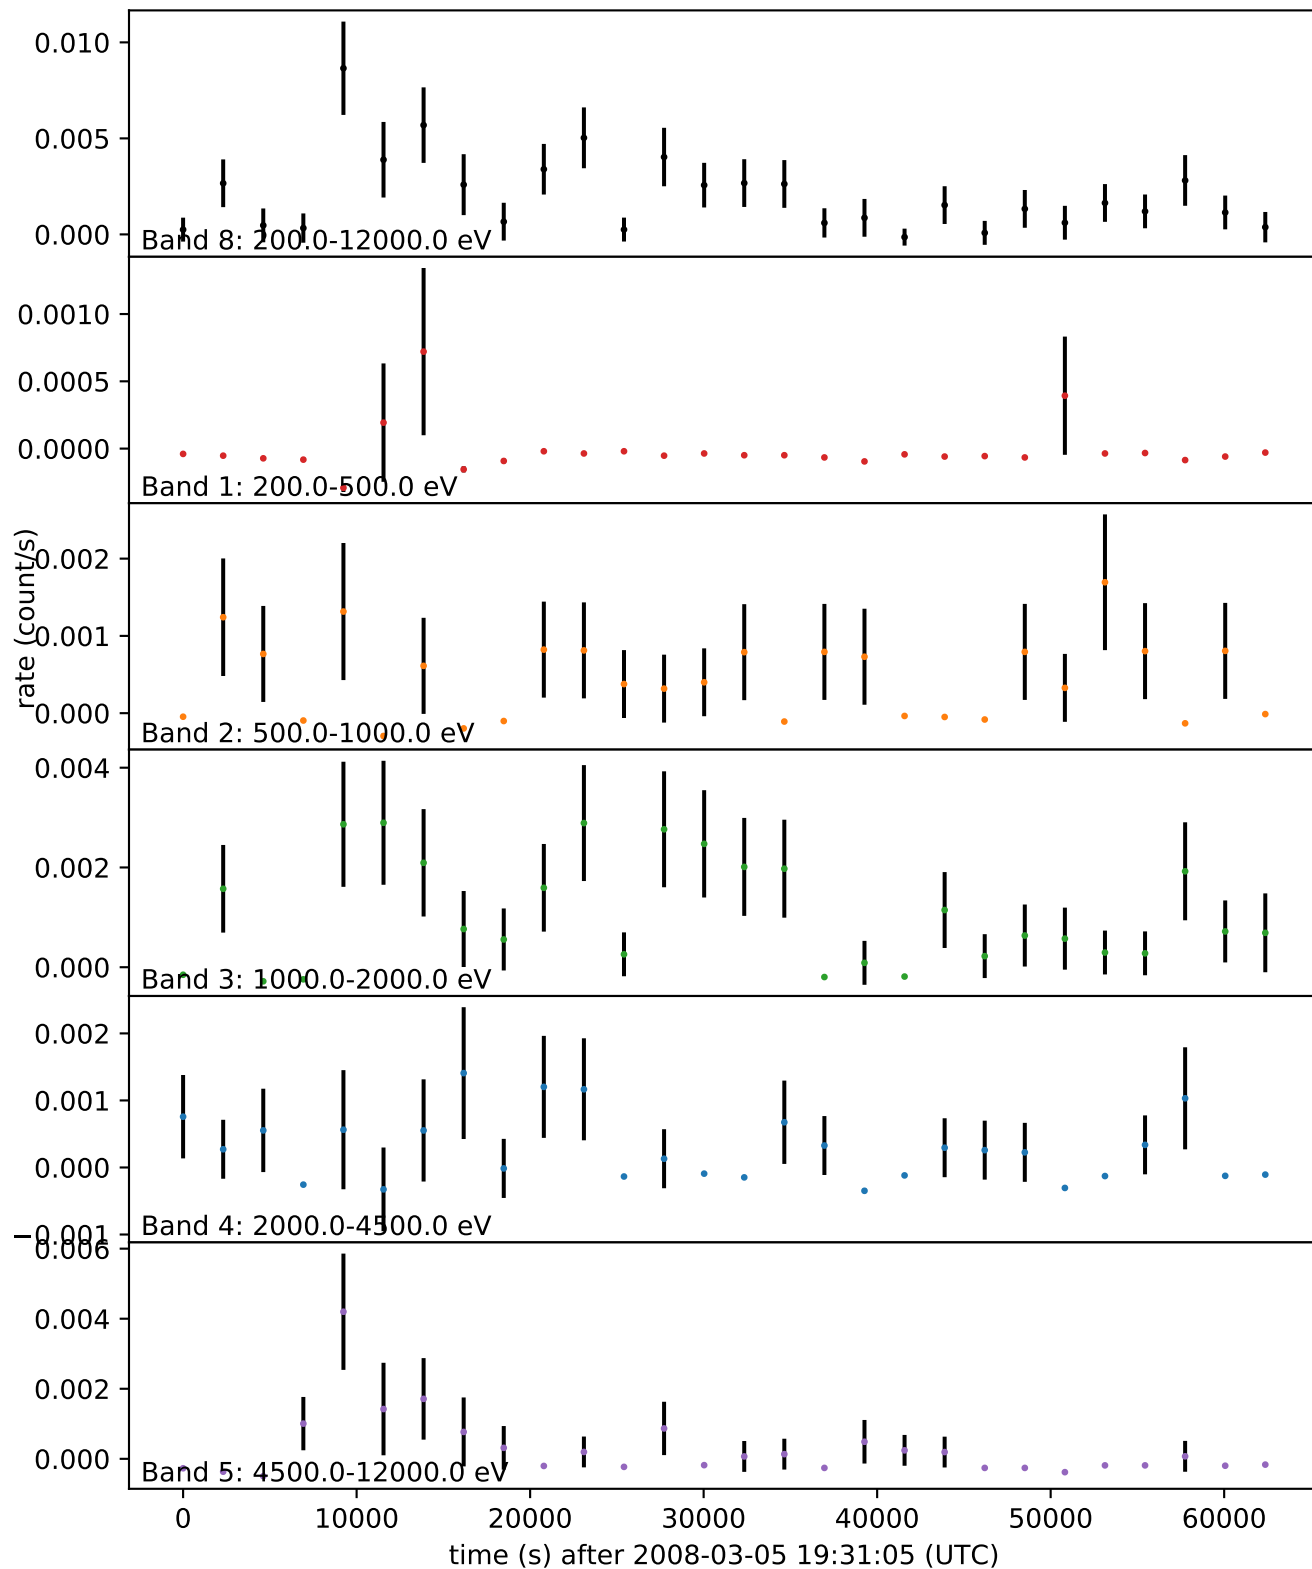 0.010
0.005
0.000
Band 8: 200.0-12000.0 eV
0.0010
0.0005
0.0000
Band 1: 200.0-500.0 eV
rate (count/s)
0.002
0.001
0.000
Band 2: 500.0-1000.0 eV
0.004
0.002
0.000
Band 3: 1000.0-2000.0 eV
0.002
0.001
0.000
−0.001
Band 4: 2000.0-4500.0 eV
0.006
0.004
0.002
0.000
Band 5: 4500.0-12000.0 eV
0 10000 20000 30000 40000 50000 60000
time (s) after 2008-03-05 19:31:05 (UTC)